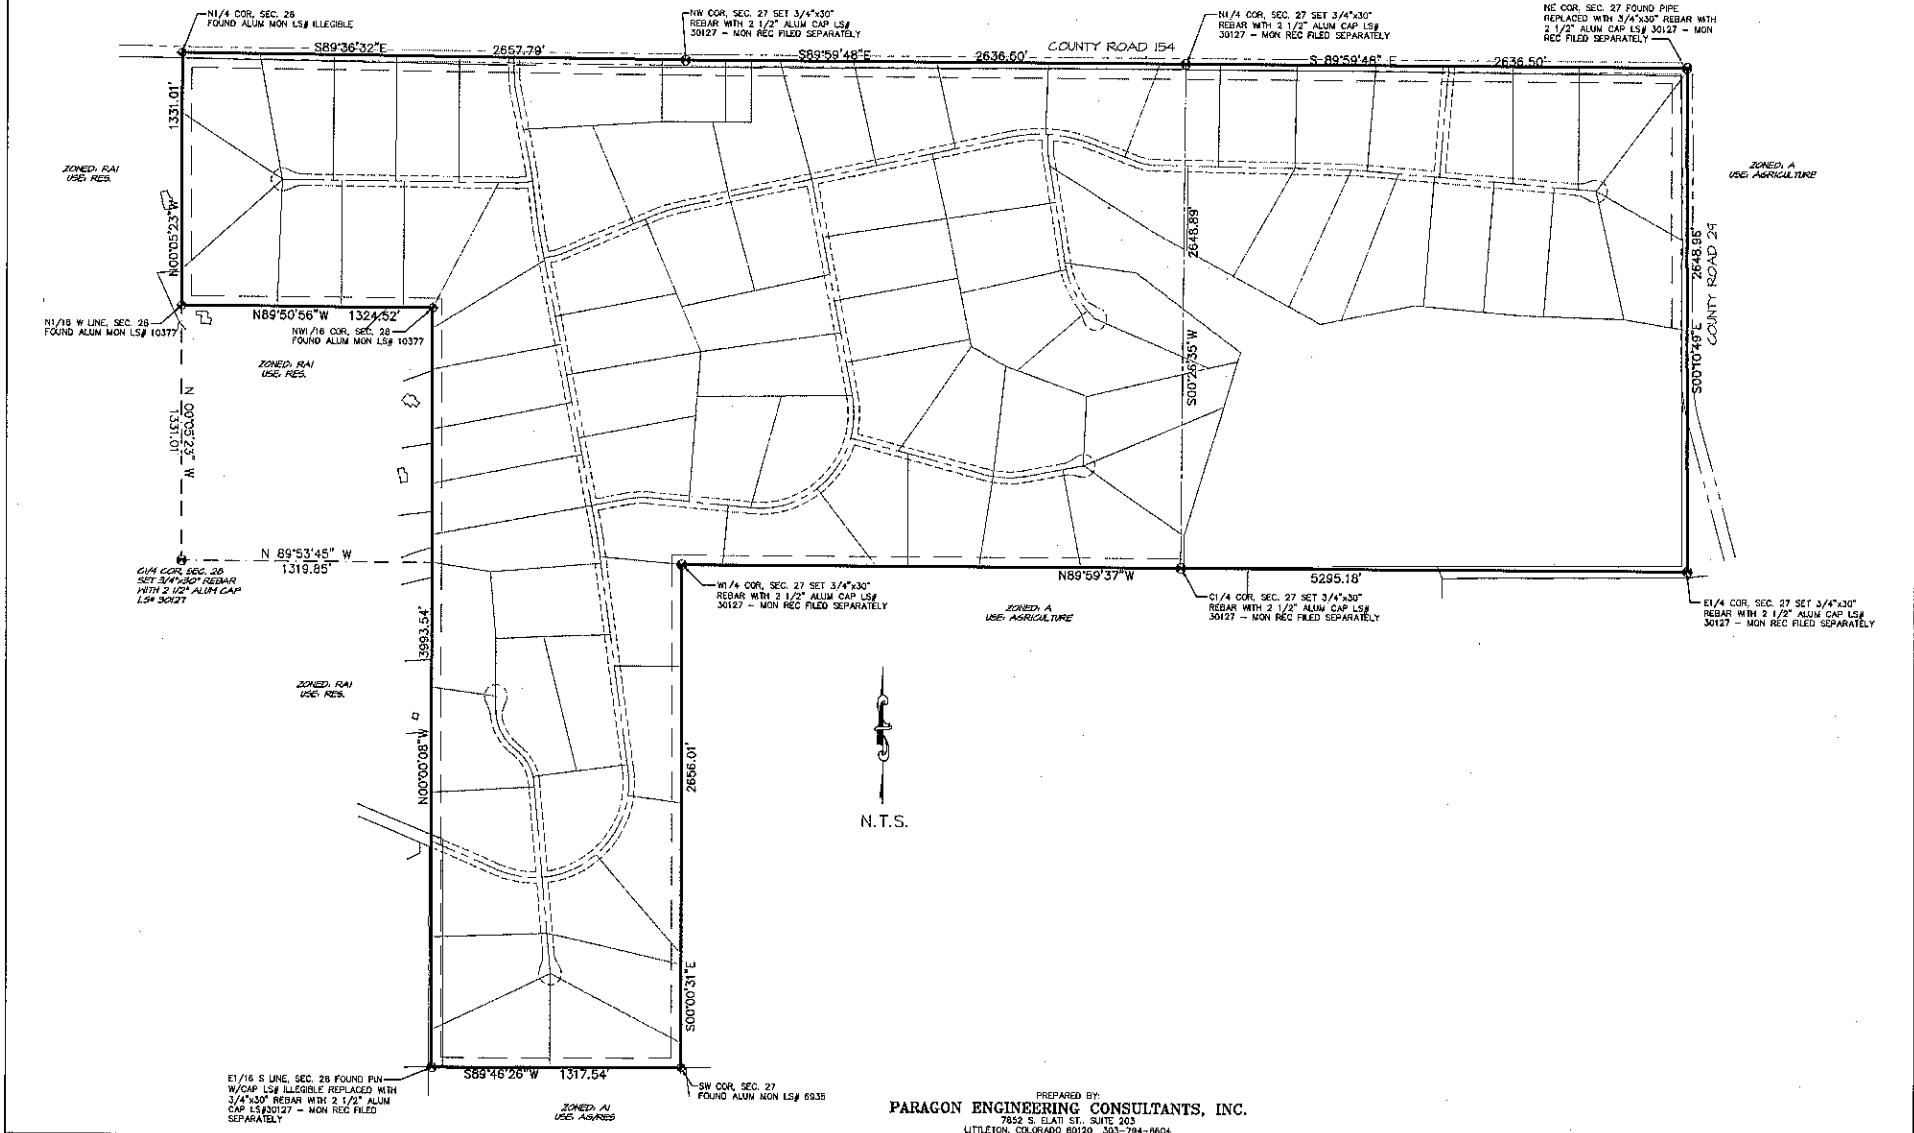 N1/4 COR, SEC. 28
FOUND ALUM MON LS# ILLEGIBLE
NW COR, SEC. 27 SET 3/4"x30"
REBAR WITH 2 1/2" ALUM CAP LS#
30127 - MON REC FILED SEPARATELY
N1/4 COR, SEC. 27 SET 3/4"x30"
REBAR WITH 2 1/2" ALUM CAP LS#
30127 - MON REC FILED SEPARATELY
NE COR, SEC. 27 FOUND PIPE
REPLACED WITH 3/4"x30" REBAR WITH
2 1/2" ALUM CAP LS# 30127 - MON
REC FILED SEPARATELY
S89°36'32"E 2657.79'
S89°59'48"E 2636.50'
COUNTY ROAD 154
S 89°59'48" E 2636.50'
1331.01'
N00°05'23"W
ZONED: RA1
USE: RES.
ZONED: A
USE: AGRICULTURE
2648.89'
S00°26'35"W
2648.95'
S00°10'49"E
COUNTY ROAD 29
N1/16 W LINE, SEC. 28
FOUND ALUM MON LS# 10377
N89°50'56"W 1324.52'
NW1/16 COR, SEC. 28
FOUND ALUM MON LS# 10377
ZONED: RA1
USE: RES.
N 00°05'23" W
1331.01'
N 89°53'45" W
1319.85'
C1/4 COR, SEC. 28
SET 3/4"x30" REBAR
WITH 2 1/2" ALUM CAP
LS# 30127
W1/4 COR, SEC. 27 SET 3/4"x30"
REBAR WITH 2 1/2" ALUM CAP LS#
30127 - MON REC FILED SEPARATELY
N89°59'37"W 5295.18'
ZONED: A
USE: AGRICULTURE
C1/4 COR, SEC. 27 SET 3/4"x30"
REBAR WITH 2 1/2" ALUM CAP LS#
30127 - MON REC FILED SEPARATELY
E1/4 COR, SEC. 27 SET 3/4"x30"
REBAR WITH 2 1/2" ALUM CAP LS#
30127 - MON REC FILED SEPARATELY
3993.54'
N00°00'08"W
ZONED: RA1
USE: RES.
2656.01'
S00°00'31"E
N.T.S.
S89°46'26"W 1317.54'
E1/16 S LINE, SEC. 28 FOUND PIN
W/CAP LS# ILLEGIBLE REPLACED WITH
3/4"x30" REBAR WITH 2 1/2" ALUM
CAP LS#30127 - MON REC FILED
SEPARATELY
SW COR, SEC. 27
FOUND ALUM MON LS# 6935
ZONED: A1
USE: AG/RES
PREPARED BY:
PARAGON ENGINEERING CONSULTANTS, INC.
7852 S. ELATI ST., SUITE 203
LITTLETON, COLORADO 80120 303-794-8604